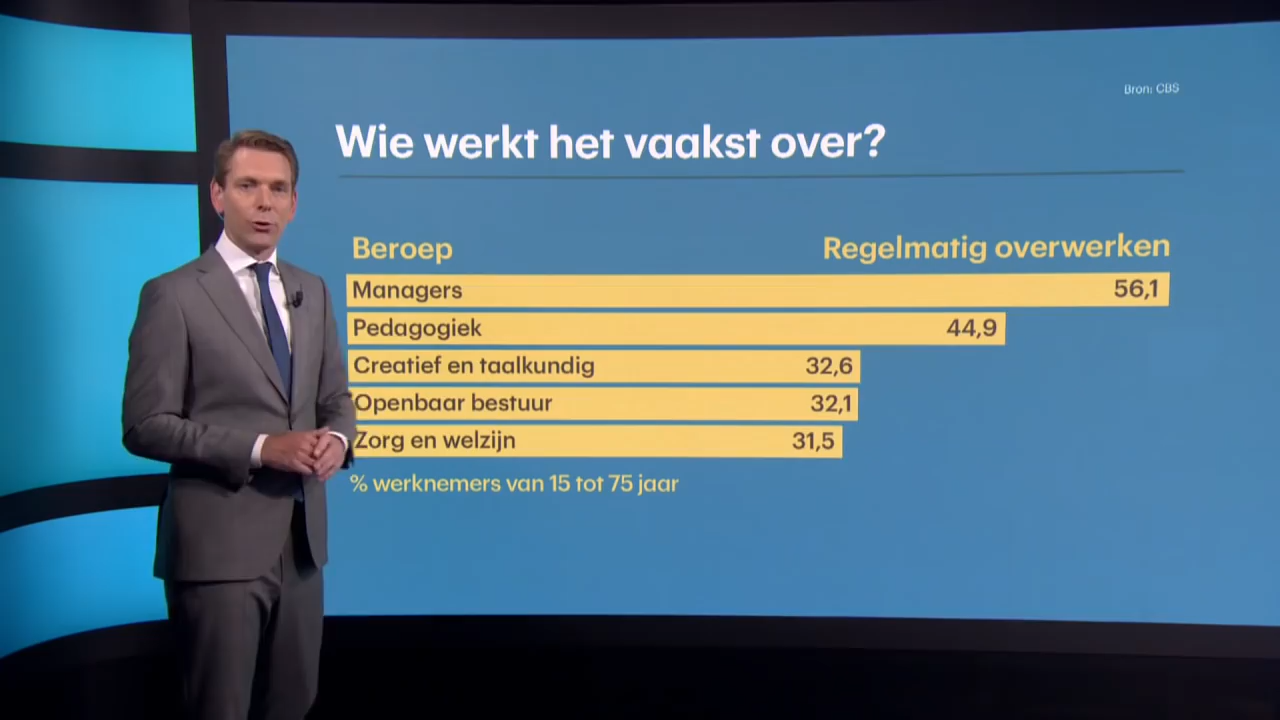 Bron: CBS
Wie werkt het vaakst over?
Beroep Regelmatig overwerken
Managers 56,1
Pedagogiek 44,9
Creatief en taalkundig 32,6
Openbaar bestuur 32,1
Zorg en welzijn 31,5
% werknemers van 15 tot 75 jaar